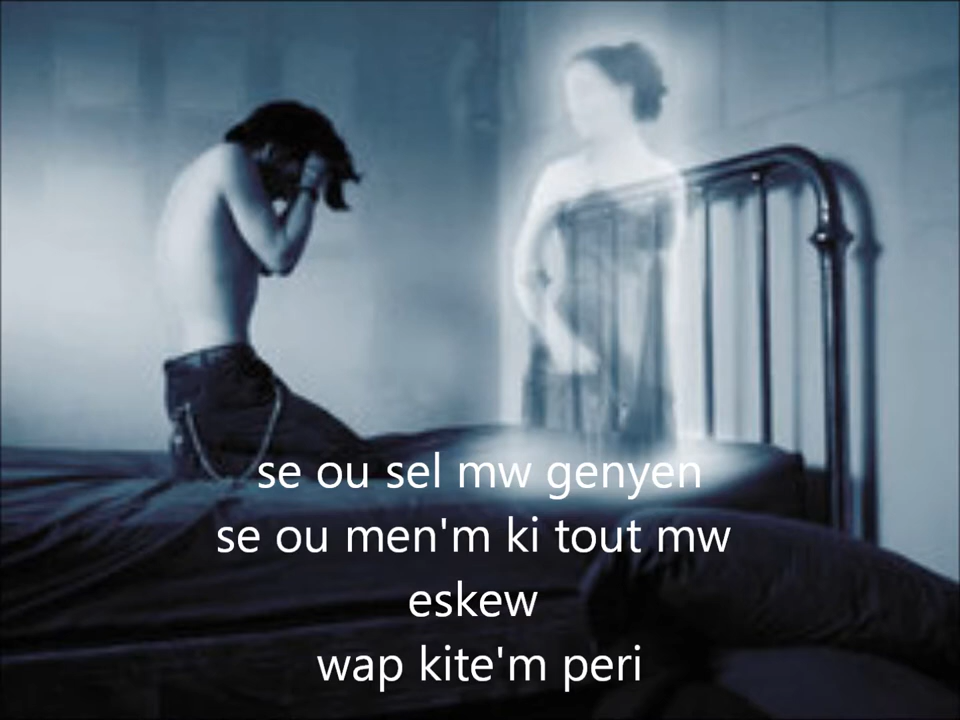 se ou sel mw genyen
se ou men'm ki tout mw
eskew
wap kite'm peri